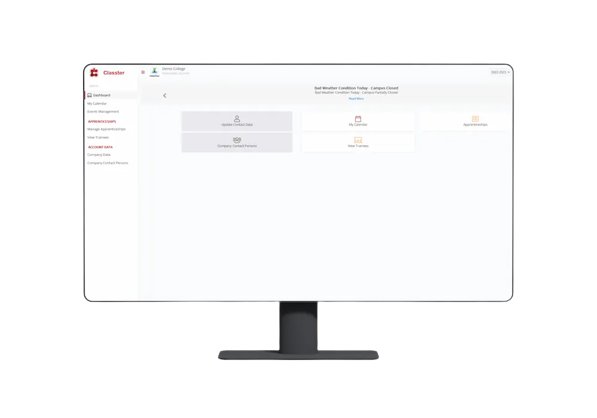 Classter
Demo College
Bad Weather Condition Today - Campus Closed
Bad Weather Condition Today - Campus Partially Closed
Read More
Dashboard
My Calendar
Events Management
APPRENTICESHIPS
Manage Apprenticeships
View Trainees
ACCOUNT DATA
Company Data
Company Contact Persons
Update Contact Data
My Calendar
Apprenticeships
Company Contact Persons
View Trainees